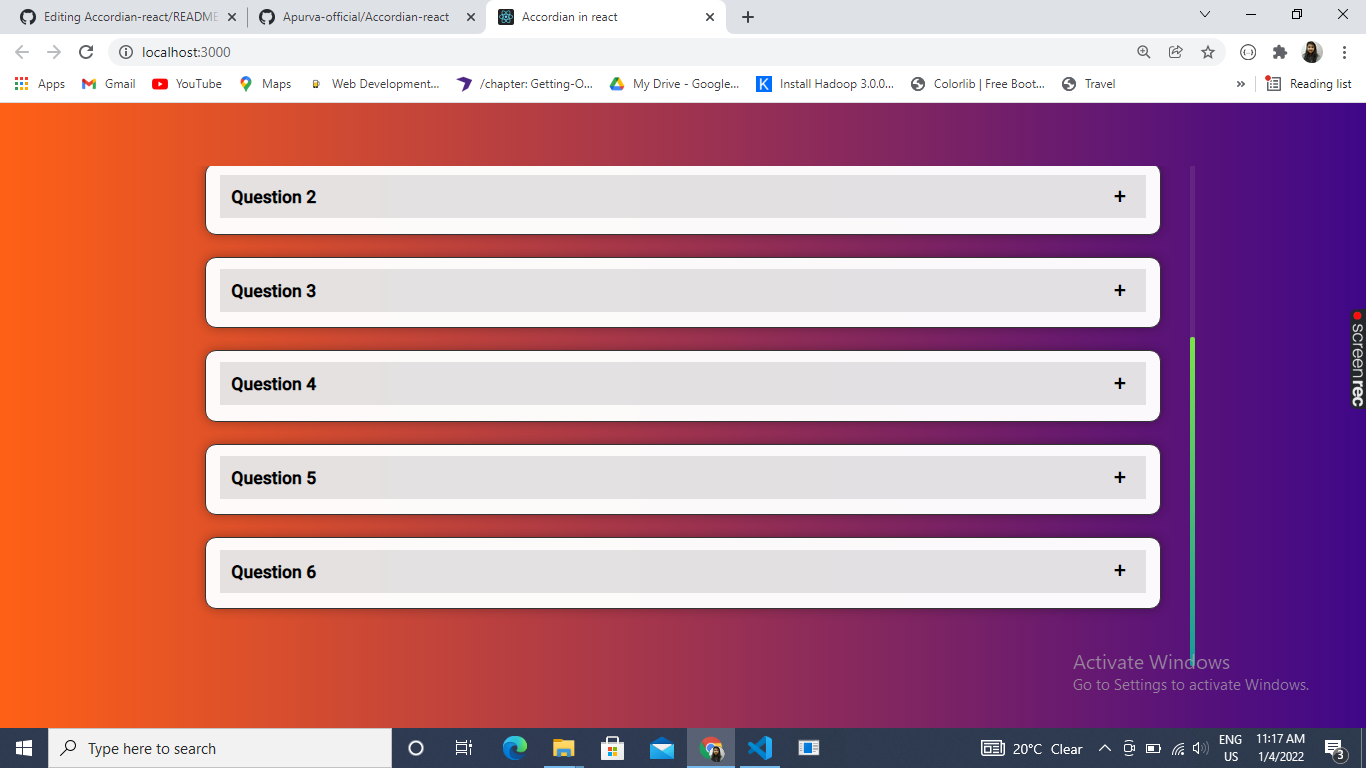 Editing Accordian-react/README
Apurva-official/Accordian-react
Accordian in react
localhost:3000
Apps
Gmail
YouTube
Maps
Web Development...
/chapter: Getting-O...
My Drive - Google...
Install Hadoop 3.0.0...
Colorlib | Free Boot...
Travel
»
Reading list
Question 2 +
Question 3 +
Question 4 +
Question 5 +
Question 6 +
screenrec
Activate Windows
Go to Settings to activate Windows.
Type here to search
20°C Clear
ENG
US
11:17 AM
1/4/2022
3